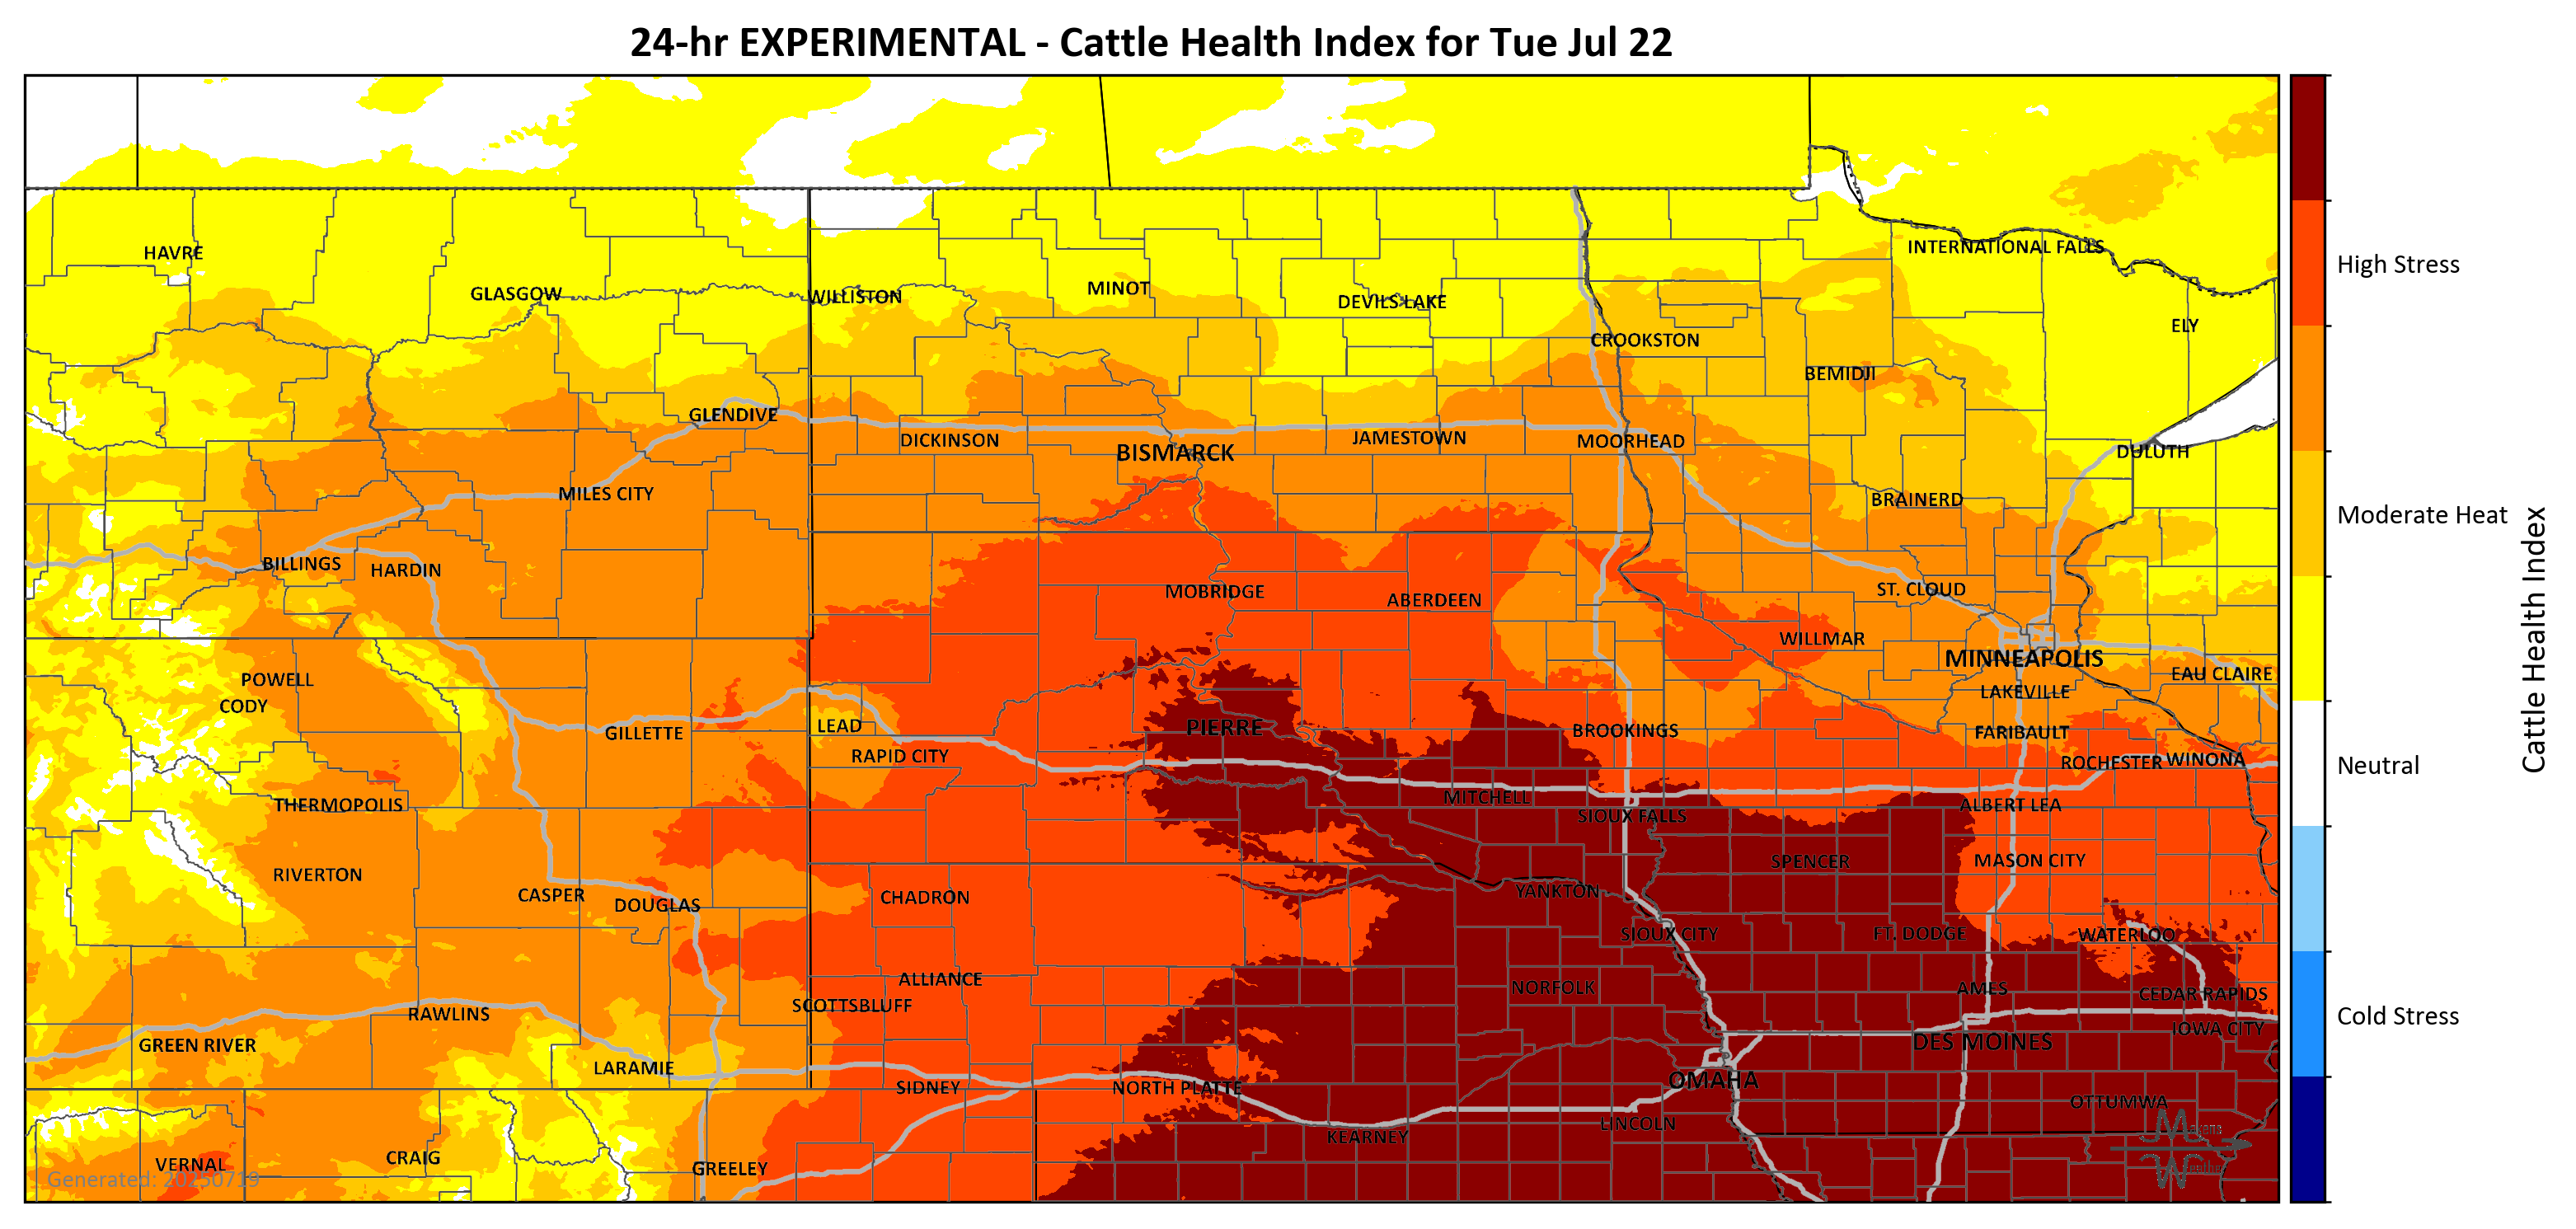 24-hr EXPERIMENTAL - Cattle Health Index for Tue Jul 22
HAVRE
INTERNATIONAL FALLS
GLASGOW
WILLISTON
MINOT
DEVILS LAKE
ELY
CROOKSTON
BEMIDJI
GLENDIVE
DICKINSON
BISMARCK
JAMESTOWN
MOORHEAD
DULUTH
MILES CITY
BRAINERD
BILLINGS
HARDIN
MOBRIDGE
ABERDEEN
ST. CLOUD
WILLMAR
MINNEAPOLIS
POWELL
EAU CLAIRE
CODY
LAKEVILLE
GILLETTE
LEAD
PIERRE
BROOKINGS
FARIBAULT
RAPID CITY
ROCHESTER
WINONA
THERMOPOLIS
MITCHELL
ALBERT LEA
SIOUX FALLS
RIVERTON
SPENCER
MASON CITY
CASPER
DOUGLAS
CHADRON
YANKTON
SIOUX CITY
FT. DODGE
WATERLOO
ALLIANCE
NORFOLK
AMES
CEDAR RAPIDS
SCOTTSBLUFF
RAWLINS
IOWA CITY
GREEN RIVER
DES MOINES
LARAMIE
SIDNEY
NORTH PLATTE
OMAHA
OTTUMWA
LINCOLN
KEARNEY
VERNAL
CRAIG
GREELEY
Generated: 20250719
High Stress
Moderate Heat
Neutral
Cold Stress
Cattle Health Index